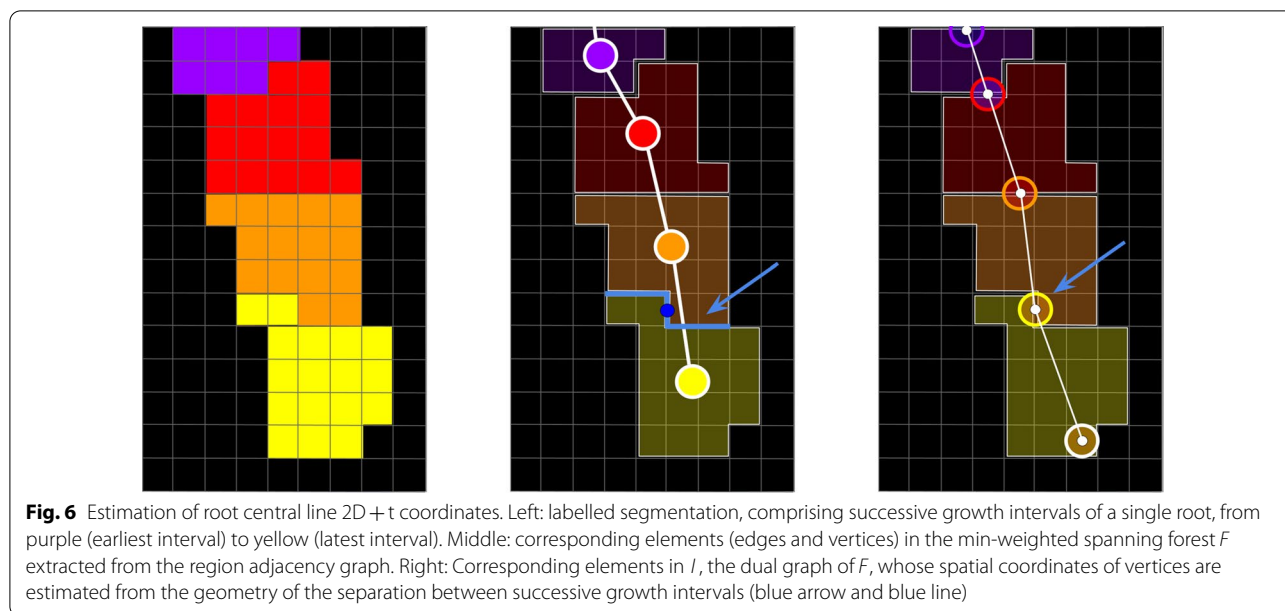 Fig. 6 Estimation of root central line 2D + t coordinates. Left: labelled segmentation, comprising successive growth intervals of a single root, from
purple (earliest interval) to yellow (latest interval). Middle: corresponding elements (edges and vertices) in the min-weighted spanning forest F
extracted from the region adjacency graph. Right: Corresponding elements in I, the dual graph of F, whose spatial coordinates of vertices are
estimated from the geometry of the separation between successive growth intervals (blue arrow and blue line)